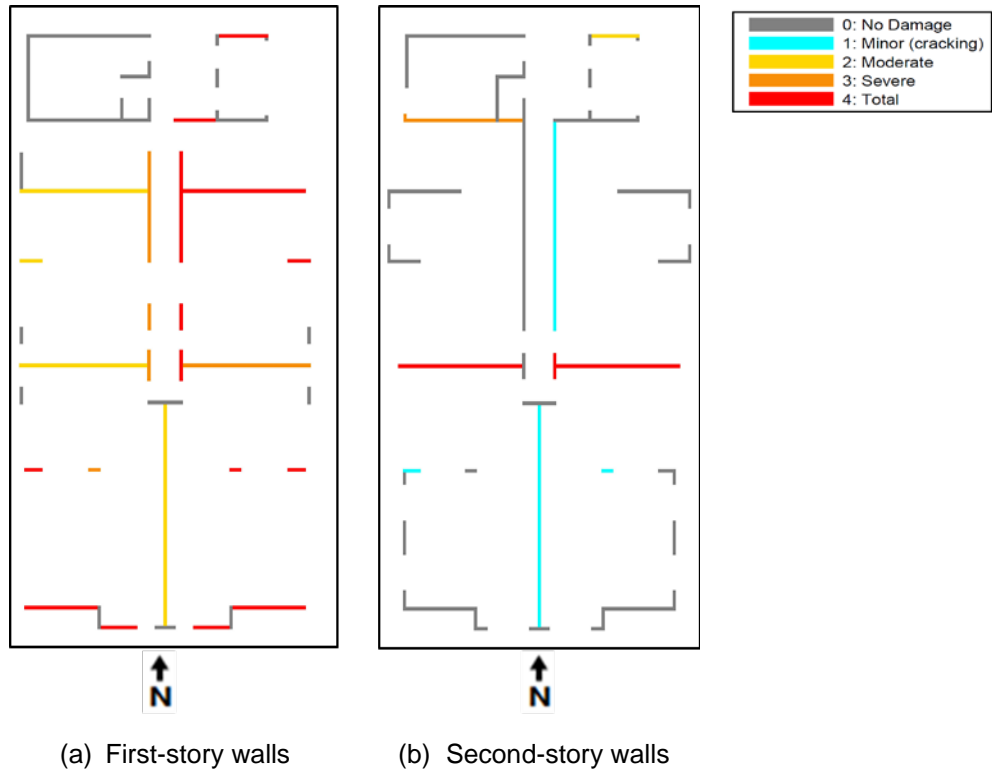 0: No Damage
1: Minor (cracking)
2: Moderate
3: Severe
4: Total
N
N
(a) First-story walls
(b) Second-story walls